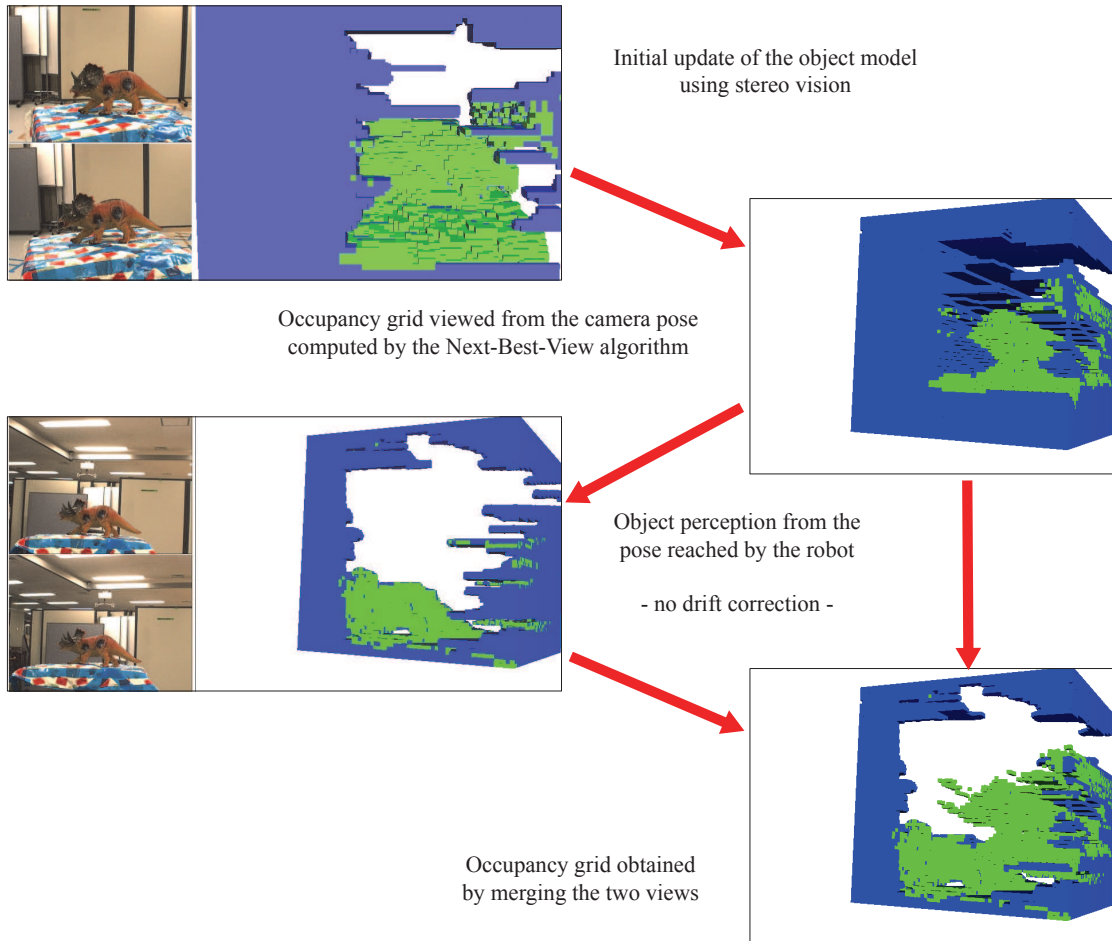 Initial update of the object model
using stereo vision
Occupancy grid viewed from the camera pose
computed by the Next-Best-View algorithm
Object perception from the
pose reached by the robot
- no drift correction -
Occupancy grid obtained
by merging the two views